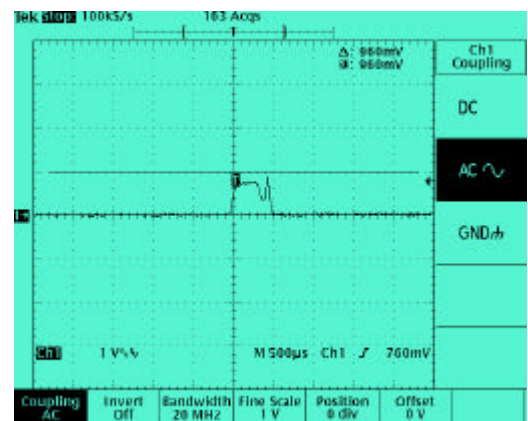 Tek Stop 100kS/s 163 Acqs
Δ: 960mV
@: 960mV
Ch1
Coupling
DC
AC
GND
T
1
Ch1 1 V M 500µs Ch1 760mV
Coupling
AC
Invert
Off
Bandwidth
20 MHz
Fine Scale
1 V
Position
0 div
Offset
0 V